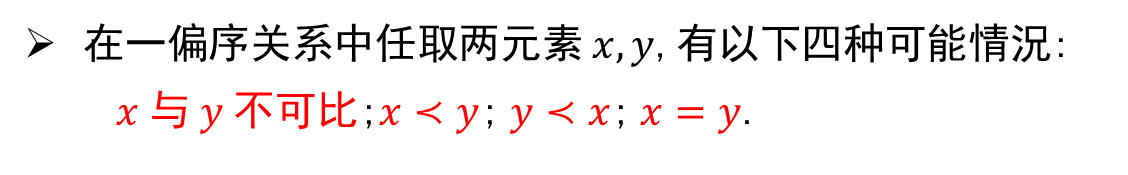 ➢ 在一偏序关系中任取两元素 x, y, 有以下四种可能情况:
x 与 y 不可比; x ≺ y; y ≺ x; x = y.